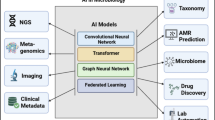 AI in Microbiology
AI Models
NGS
Meta-
genomics
Imaging
Clinical
Metadata
Convolutional Neural
Network
Transformer
Graph Neural
Network
Federated Learning
Taxonomy
AMR
Prediction
Microbiome
Drug
Discovery
Lab
Automation